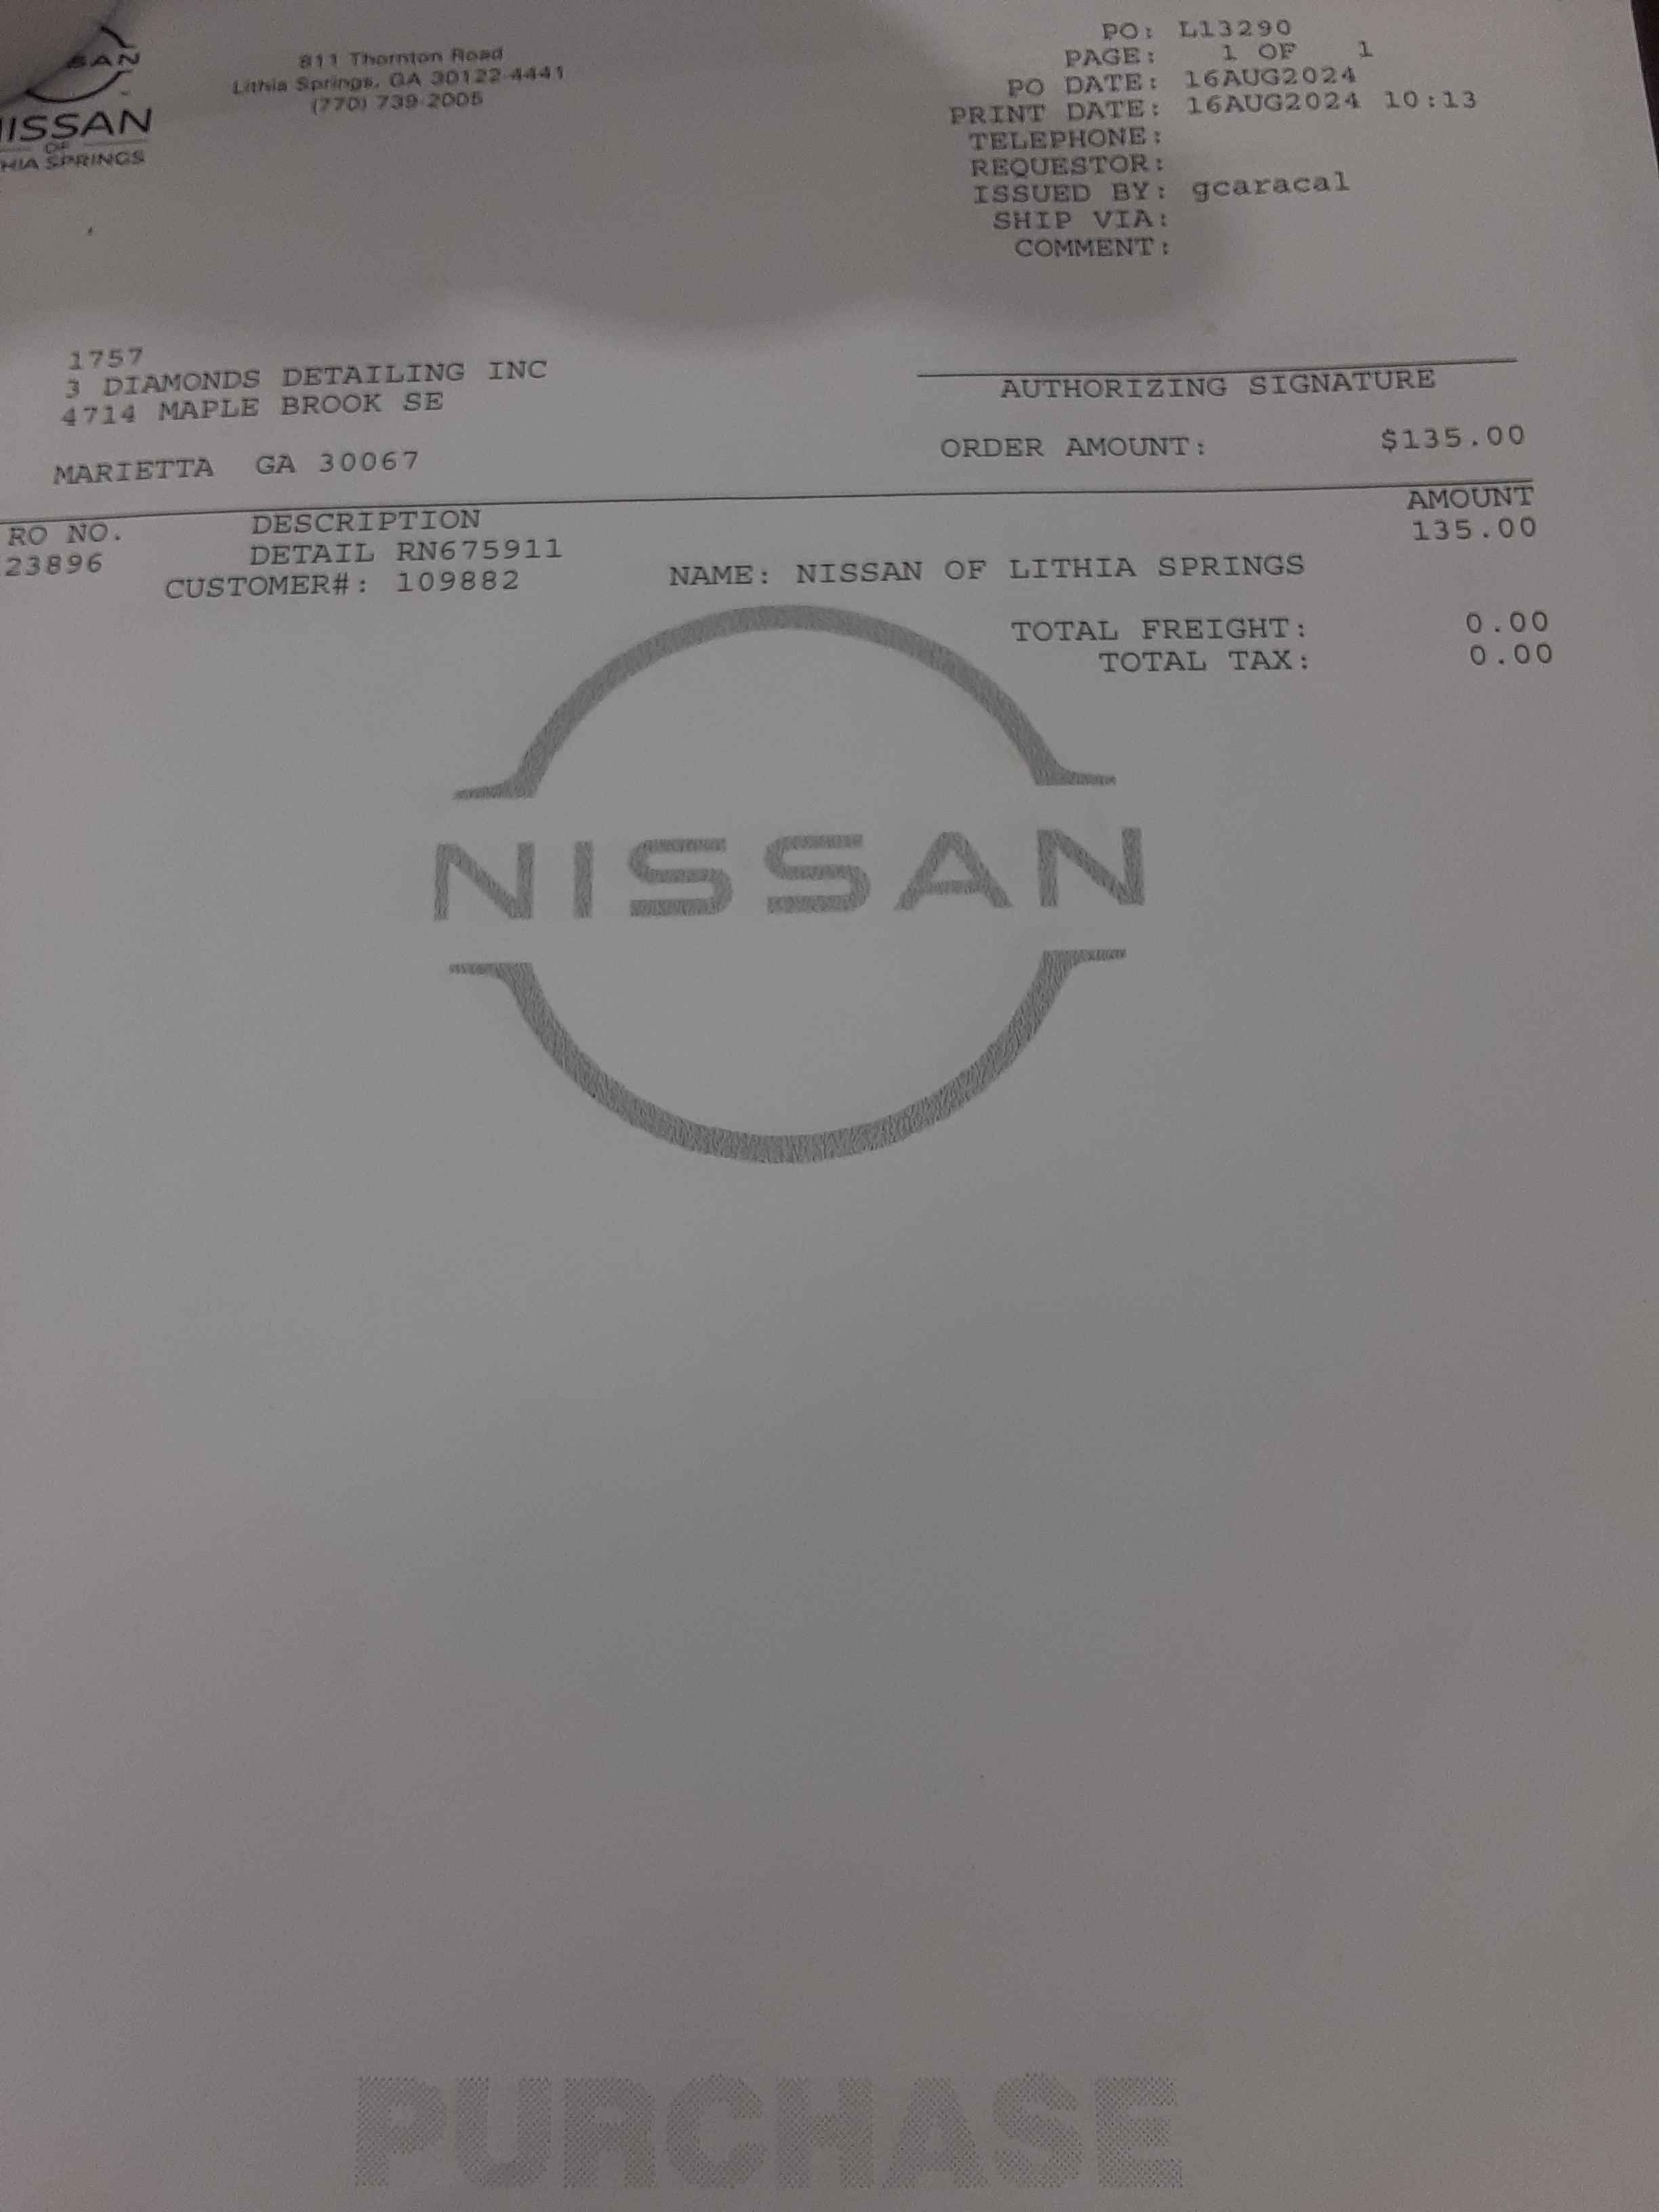 SAN
NISSAN
OF
HIA SPRINGS
811 Thornton Road
Lithia Springs, GA 30122-4441
(770) 739-2005
PO: L13290
PAGE: 1 OF 1
PO DATE: 16AUG2024
PRINT DATE: 16AUG2024 10:13
TELEPHONE:
REQUESTOR:
ISSUED BY: gcaracal
SHIP VIA:
COMMENT:
1757
3 DIAMONDS DETAILING INC
4714 MAPLE BROOK SE
MARIETTA GA 30067
AUTHORIZING SIGNATURE
ORDER AMOUNT: $135.00
RO NO. DESCRIPTION AMOUNT
23896 DETAIL RN675911 135.00
CUSTOMER#: 109882 NAME: NISSAN OF LITHIA SPRINGS
TOTAL FREIGHT: 0.00
TOTAL TAX: 0.00
NISSAN
PURCHASE